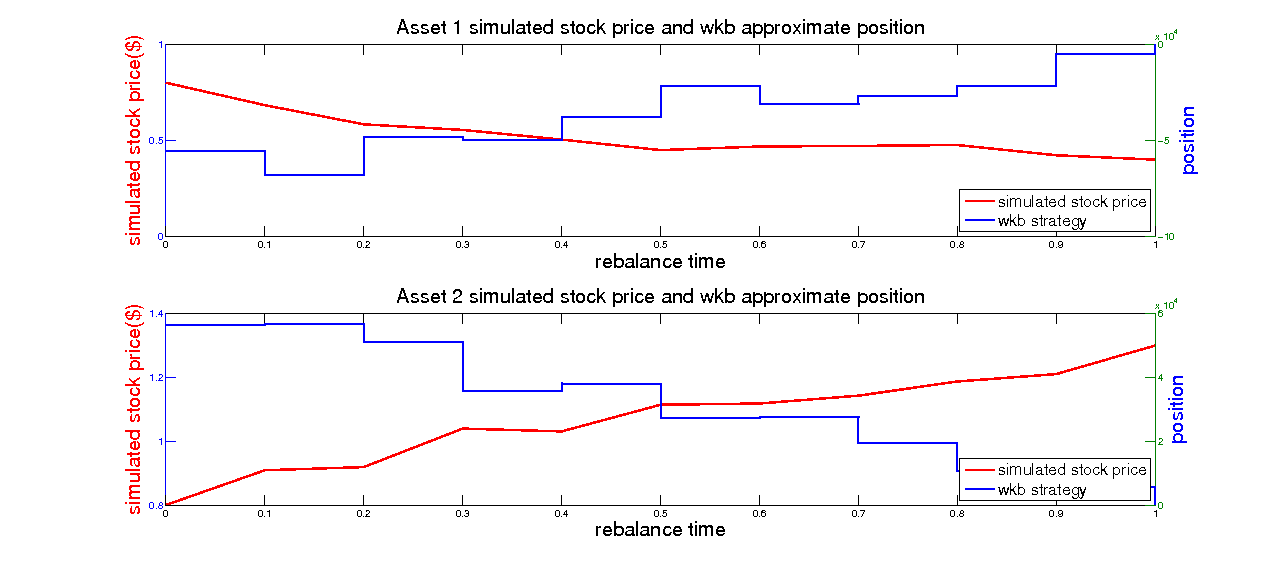 Asset 1 simulated stock price and wkb approximate position
x 10^4
simulated stock price($)
1
0.5
0
0
-5
-10
position
simulated stock price
wkb strategy
0 0.1 0.2 0.3 0.4 0.5 0.6 0.7 0.8 0.9 1
rebalance time
Asset 2 simulated stock price and wkb approximate position
x 10^4
simulated stock price($)
1.4
1.2
1
0.8
6
4
2
0
position
simulated stock price
wkb strategy
0 0.1 0.2 0.3 0.4 0.5 0.6 0.7 0.8 0.9 1
rebalance time